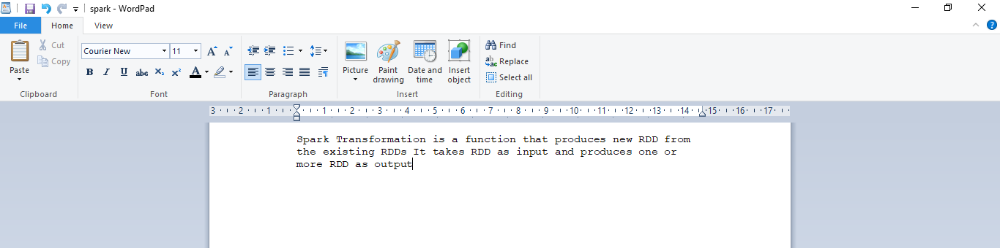 spark - WordPad
File Home View
Paste Cut Copy Clipboard
Courier New 11
B I U abc X₂ X² A
Font
Paragraph
Picture Paint drawing Date and time Insert object
Insert
Find
Replace
Select all
Editing
3 2 1 1 2 3 4 5 6 7 8 9 10 11 12 13 14 15 16 17
Spark Transformation is a function that produces new RDD from
the existing RDDs It takes RDD as input and produces one or
more RDD as output